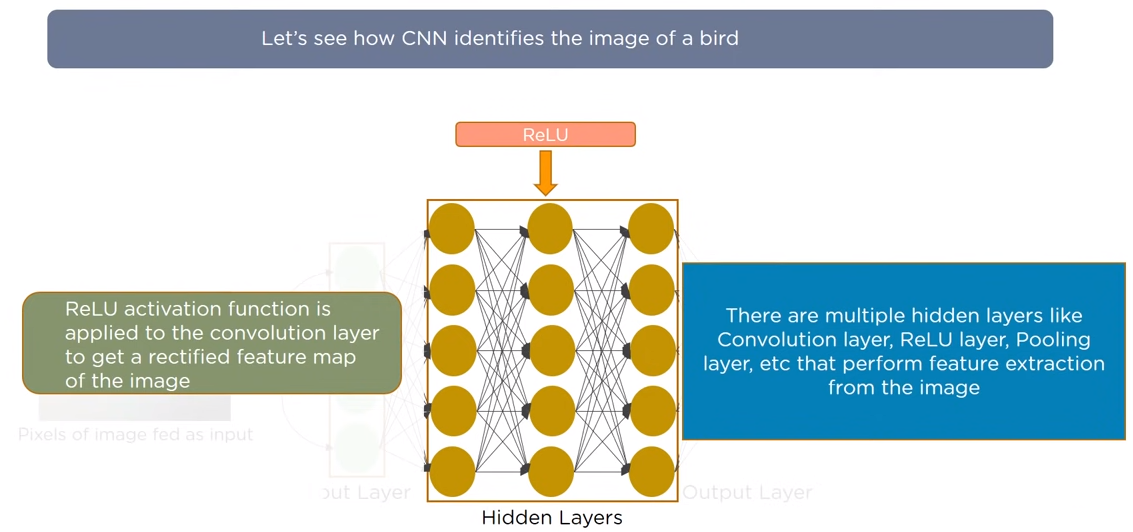 Let's see how CNN identifies the image of a bird
ReLU
ReLU activation function is
applied to the convolution layer
to get a rectified feature map
of the image
There are multiple hidden layers like
Convolution layer, ReLU layer, Pooling
layer, etc that perform feature extraction
from the image
Pixels of image fed as input
put Layer
Output Layer
Hidden Layers